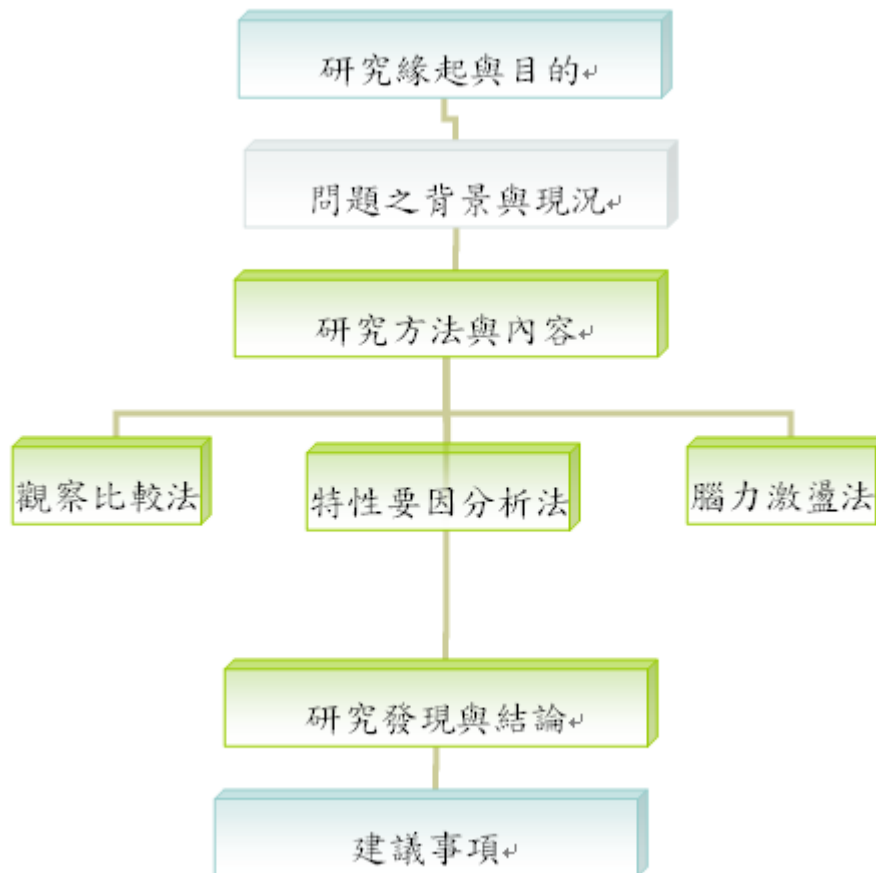 研究緣起與目的
問題之背景與現況
研究方法與內容
觀察比較法
特性要因分析法
腦力激盪法
研究發現與結論
建議事項